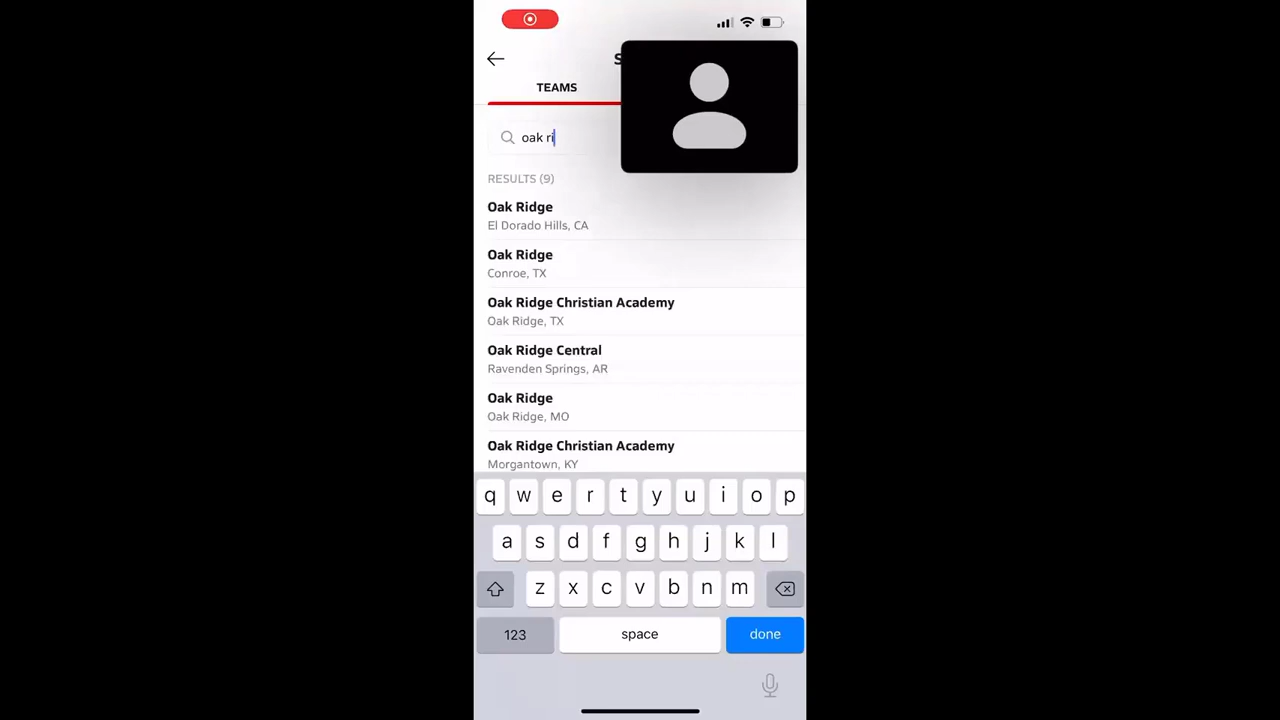 TEAMS
oak ri
RESULTS (9)
Oak Ridge
El Dorado Hills, CA
Oak Ridge
Conroe, TX
Oak Ridge Christian Academy
Oak Ridge, TX
Oak Ridge Central
Ravenden Springs, AR
Oak Ridge
Oak Ridge, MO
Oak Ridge Christian Academy
Morgantown, KY
q w e r t y u i o p
a s d f g h j k l
z x c v b n m
123 space done